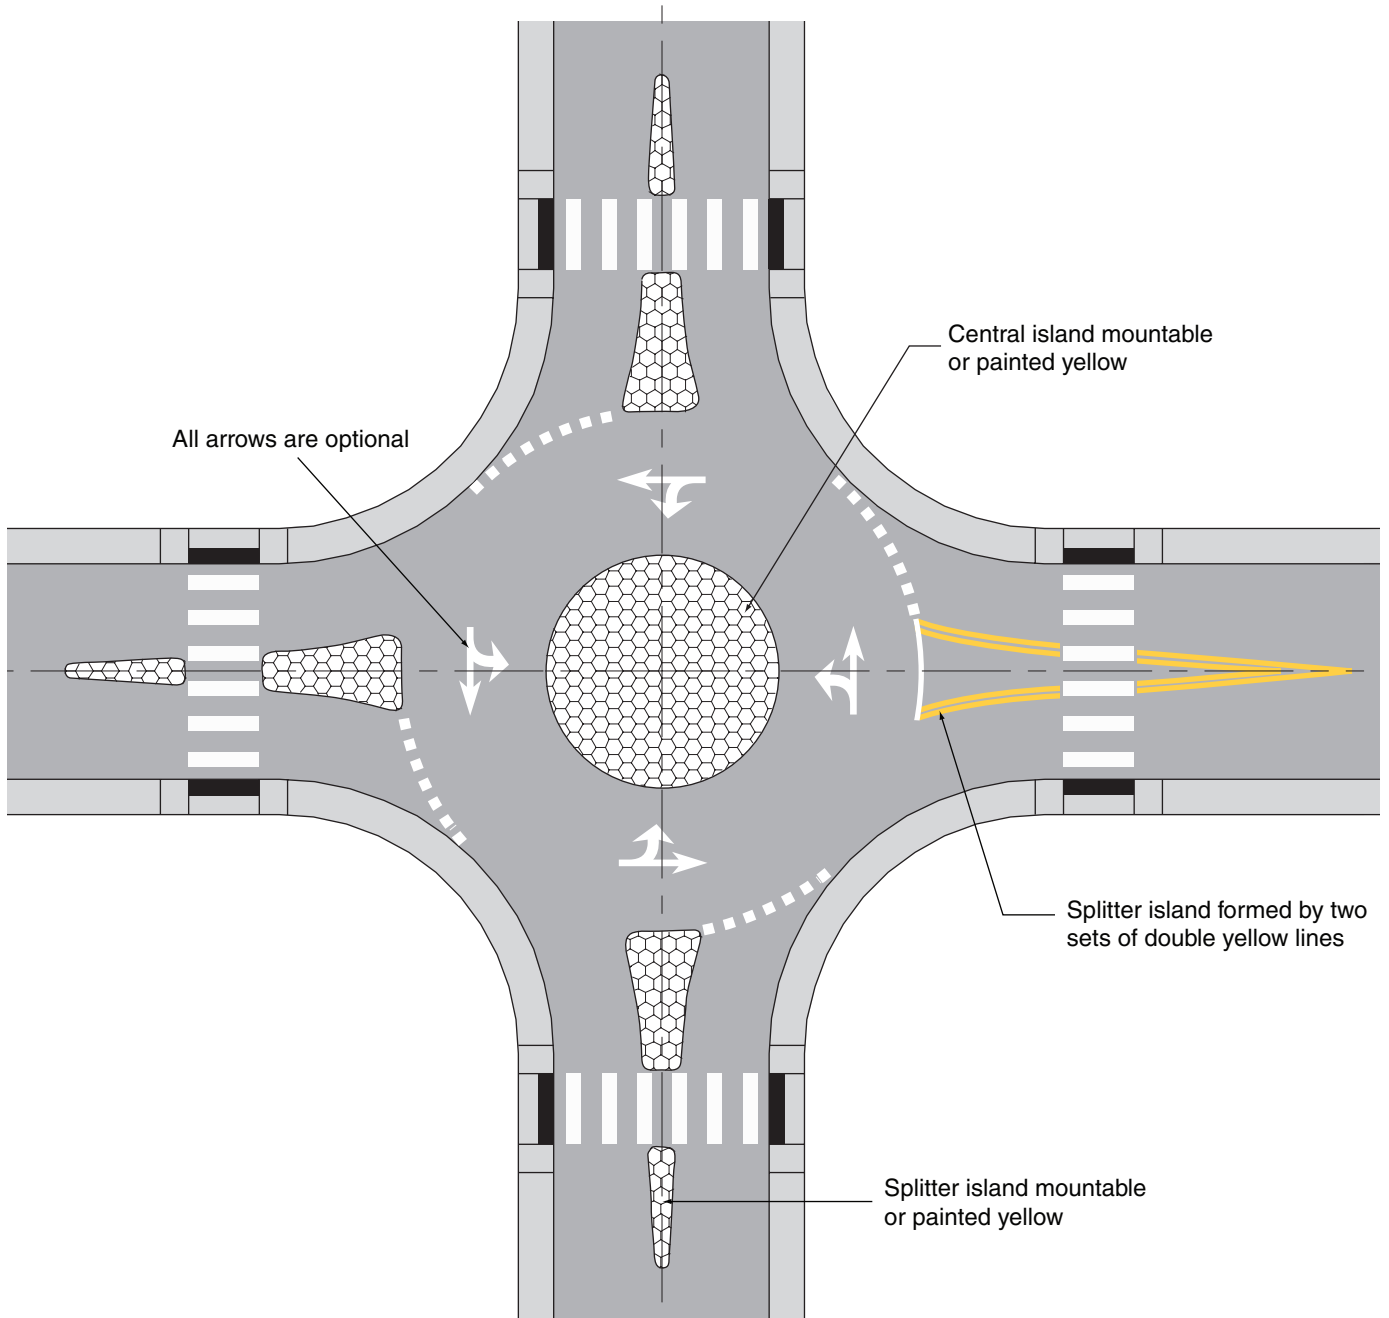 Central island mountable
or painted yellow
All arrows are optional
Splitter island formed by two
sets of double yellow lines
Splitter island mountable
or painted yellow